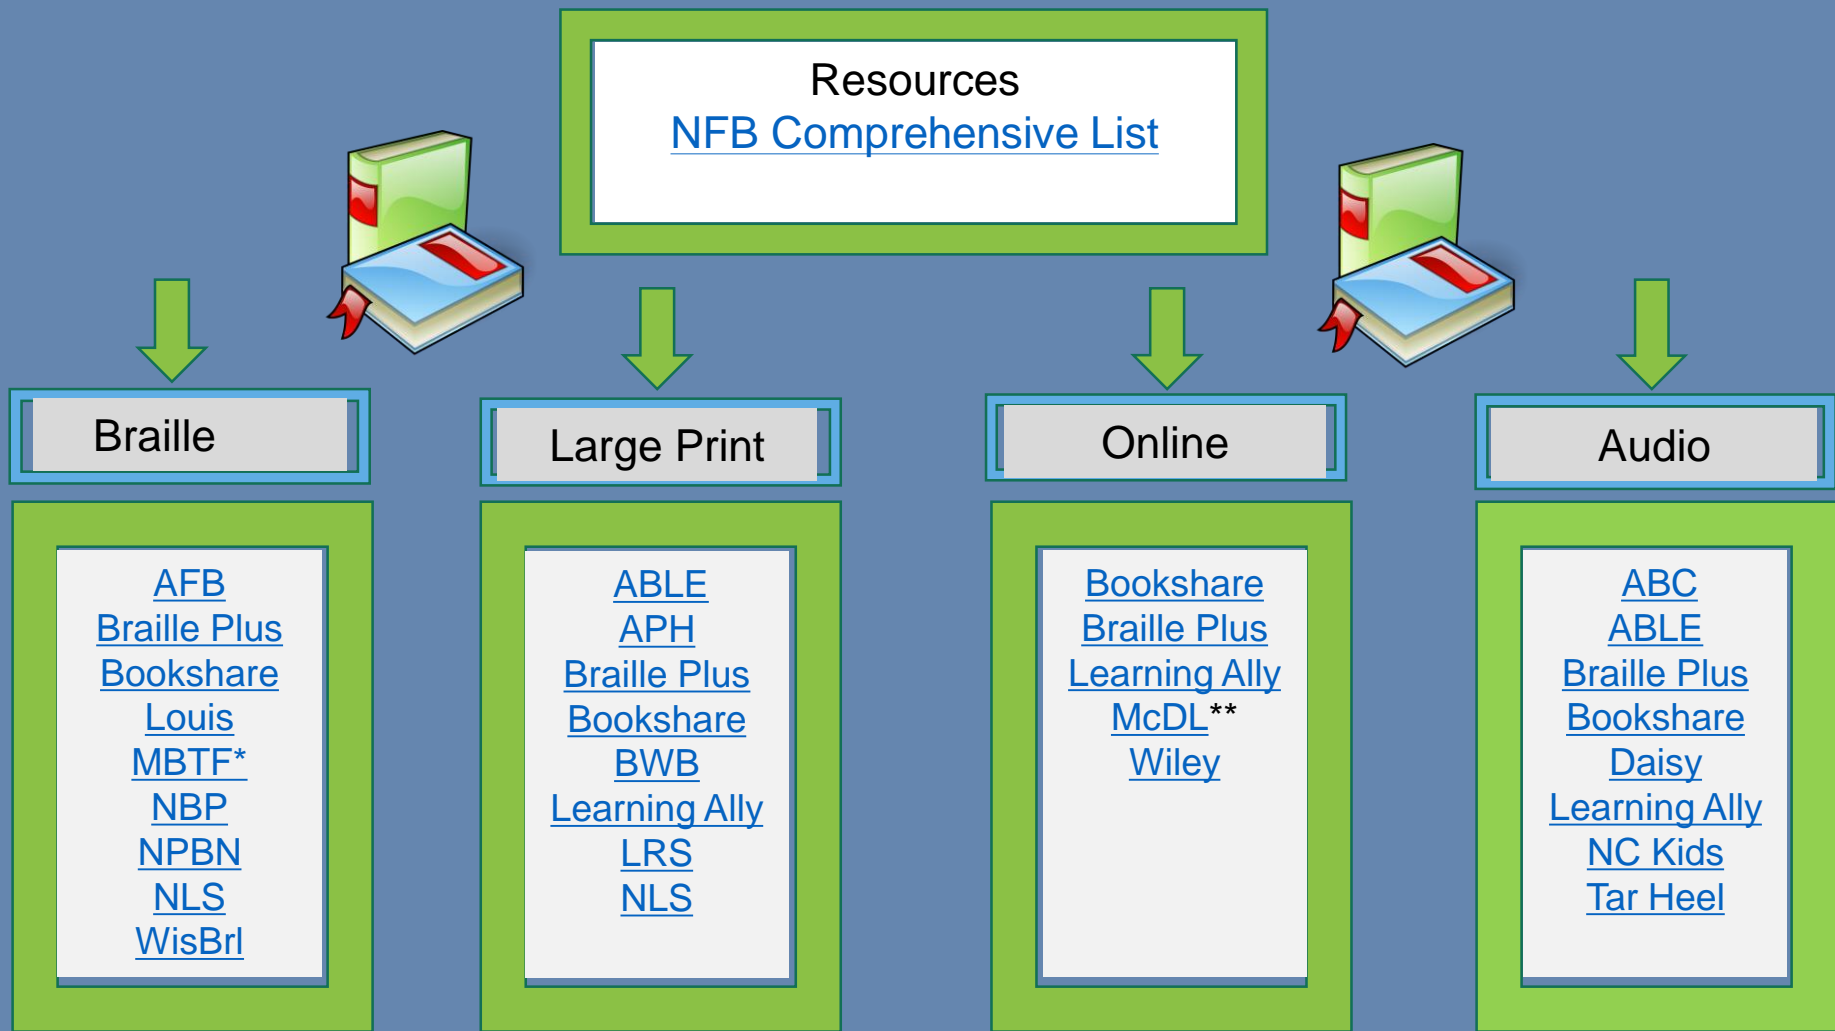 Resources
NFB Comprehensive List
Braille
AFB
Braille Plus
Bookshare
Louis
MBTF*
NBP
NPBN
NLS
WisBrl
Large Print
ABLE
APH
Braille Plus
Bookshare
BWB
Learning Ally
LRS
NLS
Online
Bookshare
Braille Plus
Learning Ally
McDL**
Wiley
Audio
ABC
ABLE
Braille Plus
Bookshare
Daisy
Learning Ally
NC Kids
Tar Heel